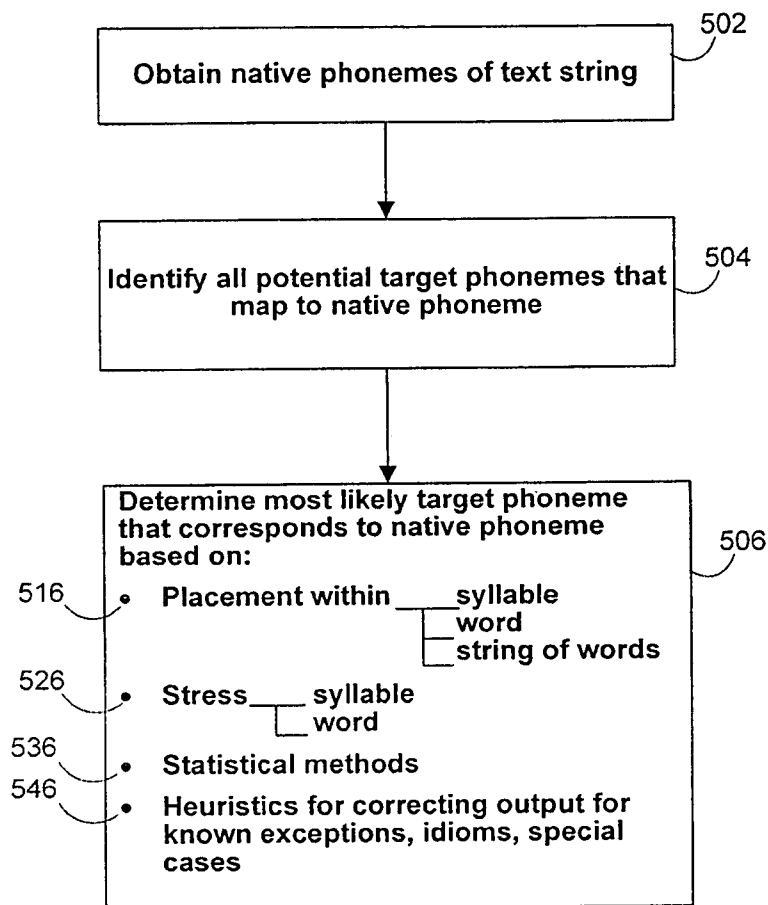 502
Obtain native phonemes of text string
504
Identify all potential target phonemes that
map to native phoneme
506
Determine most likely target phoneme
that corresponds to native phoneme
based on:
516
• Placement within syllable
word
string of words
526
• Stress syllable
word
536
• Statistical methods
546
• Heuristics for correcting output for
known exceptions, idioms, special
cases